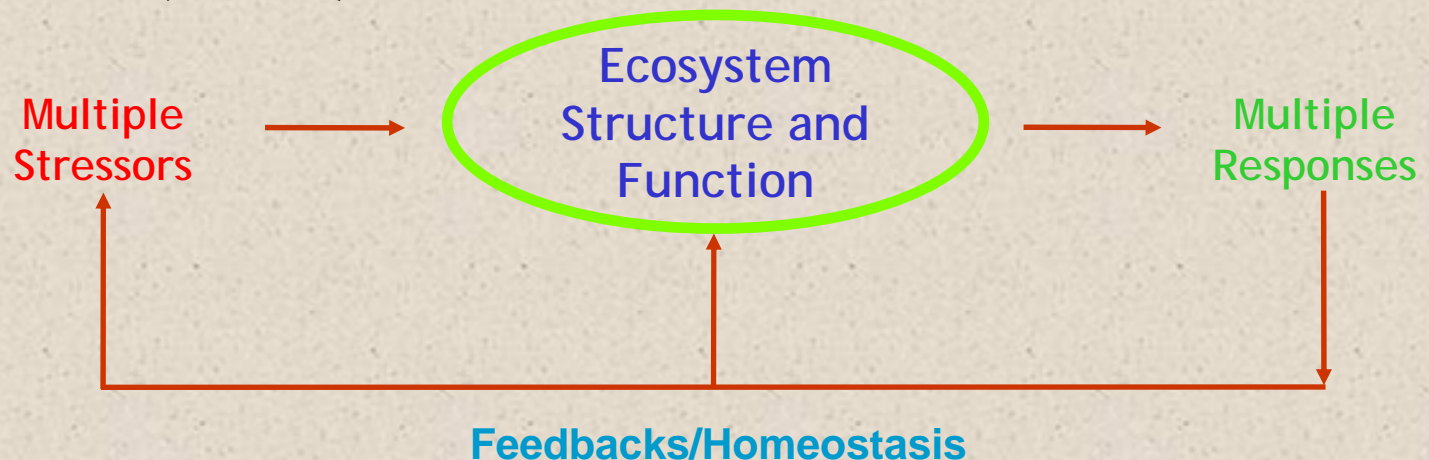 Multiple
Stressors
Ecosystem
Structure and
Function
Multiple
Responses
Feedbacks/Homeostasis